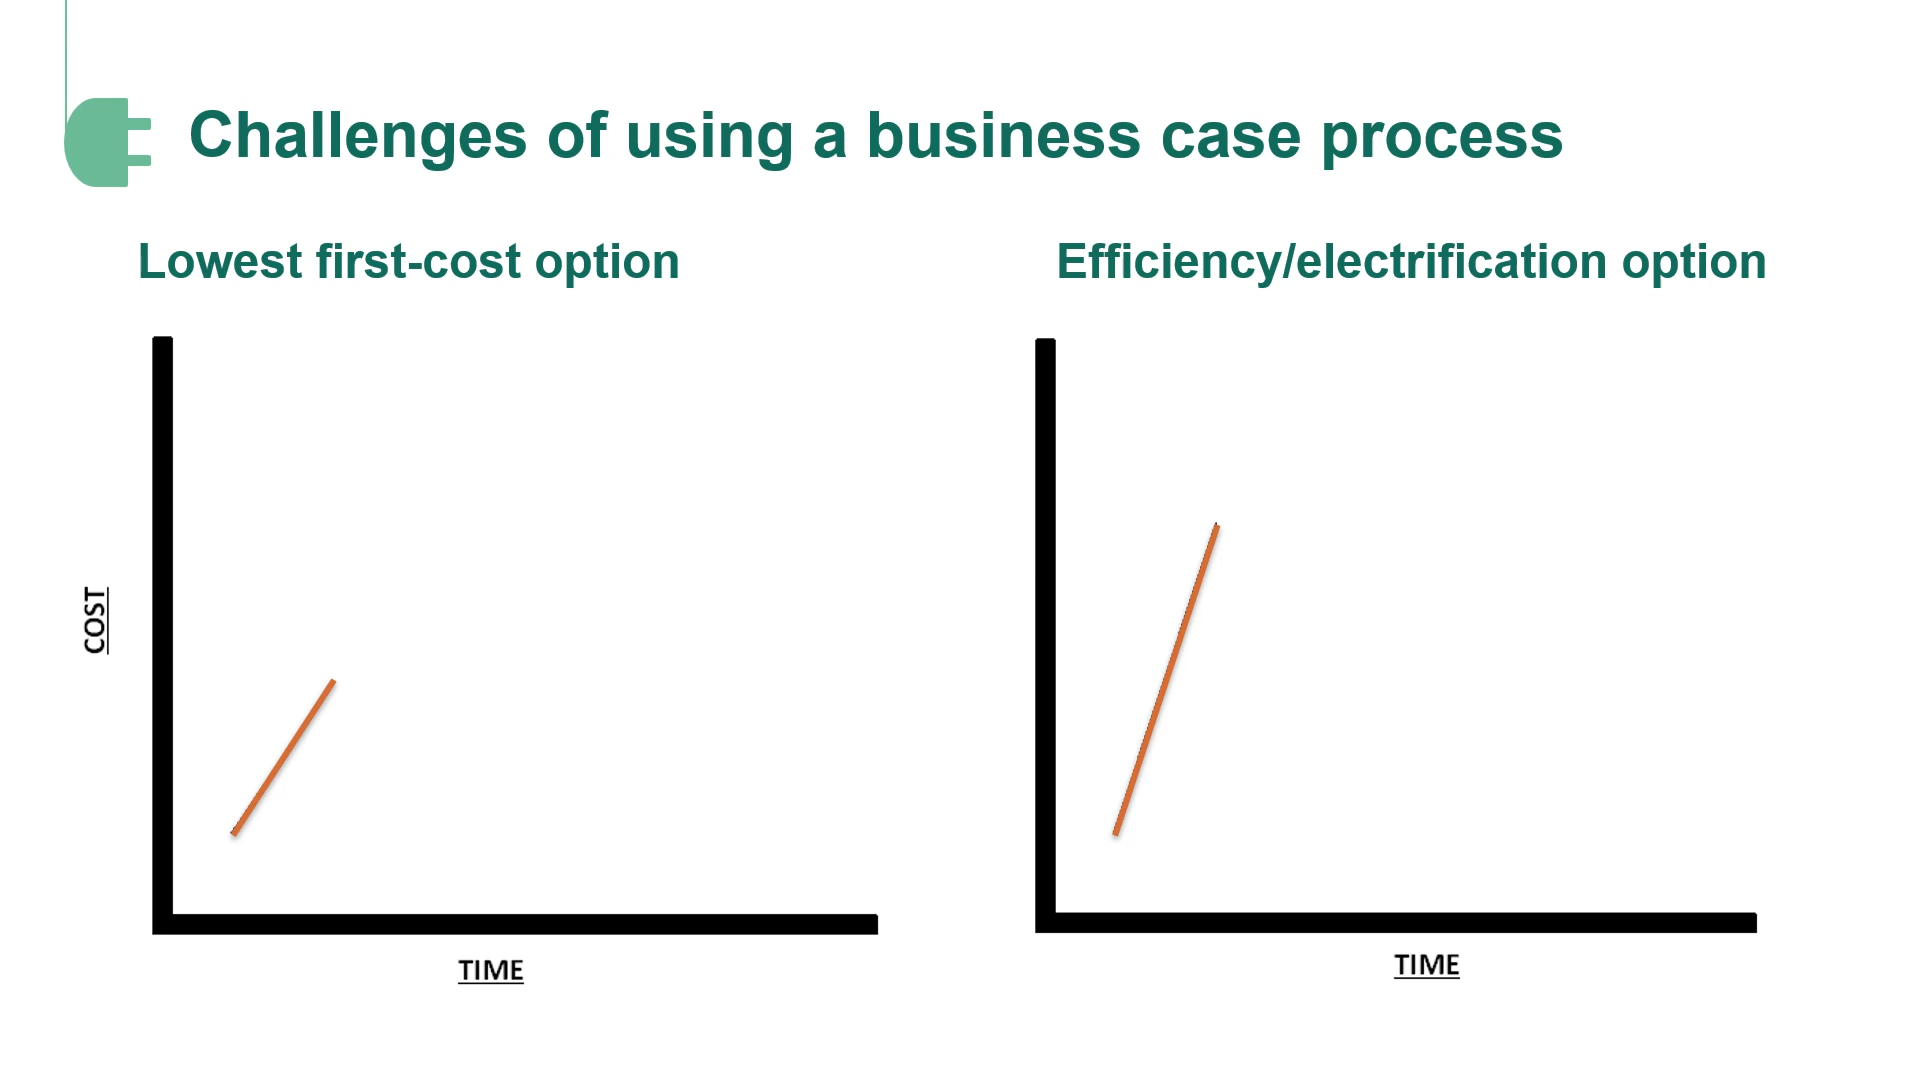 Challenges of using a business case process
Lowest first-cost option
Efficiency/electrification option
COST
TIME
TIME